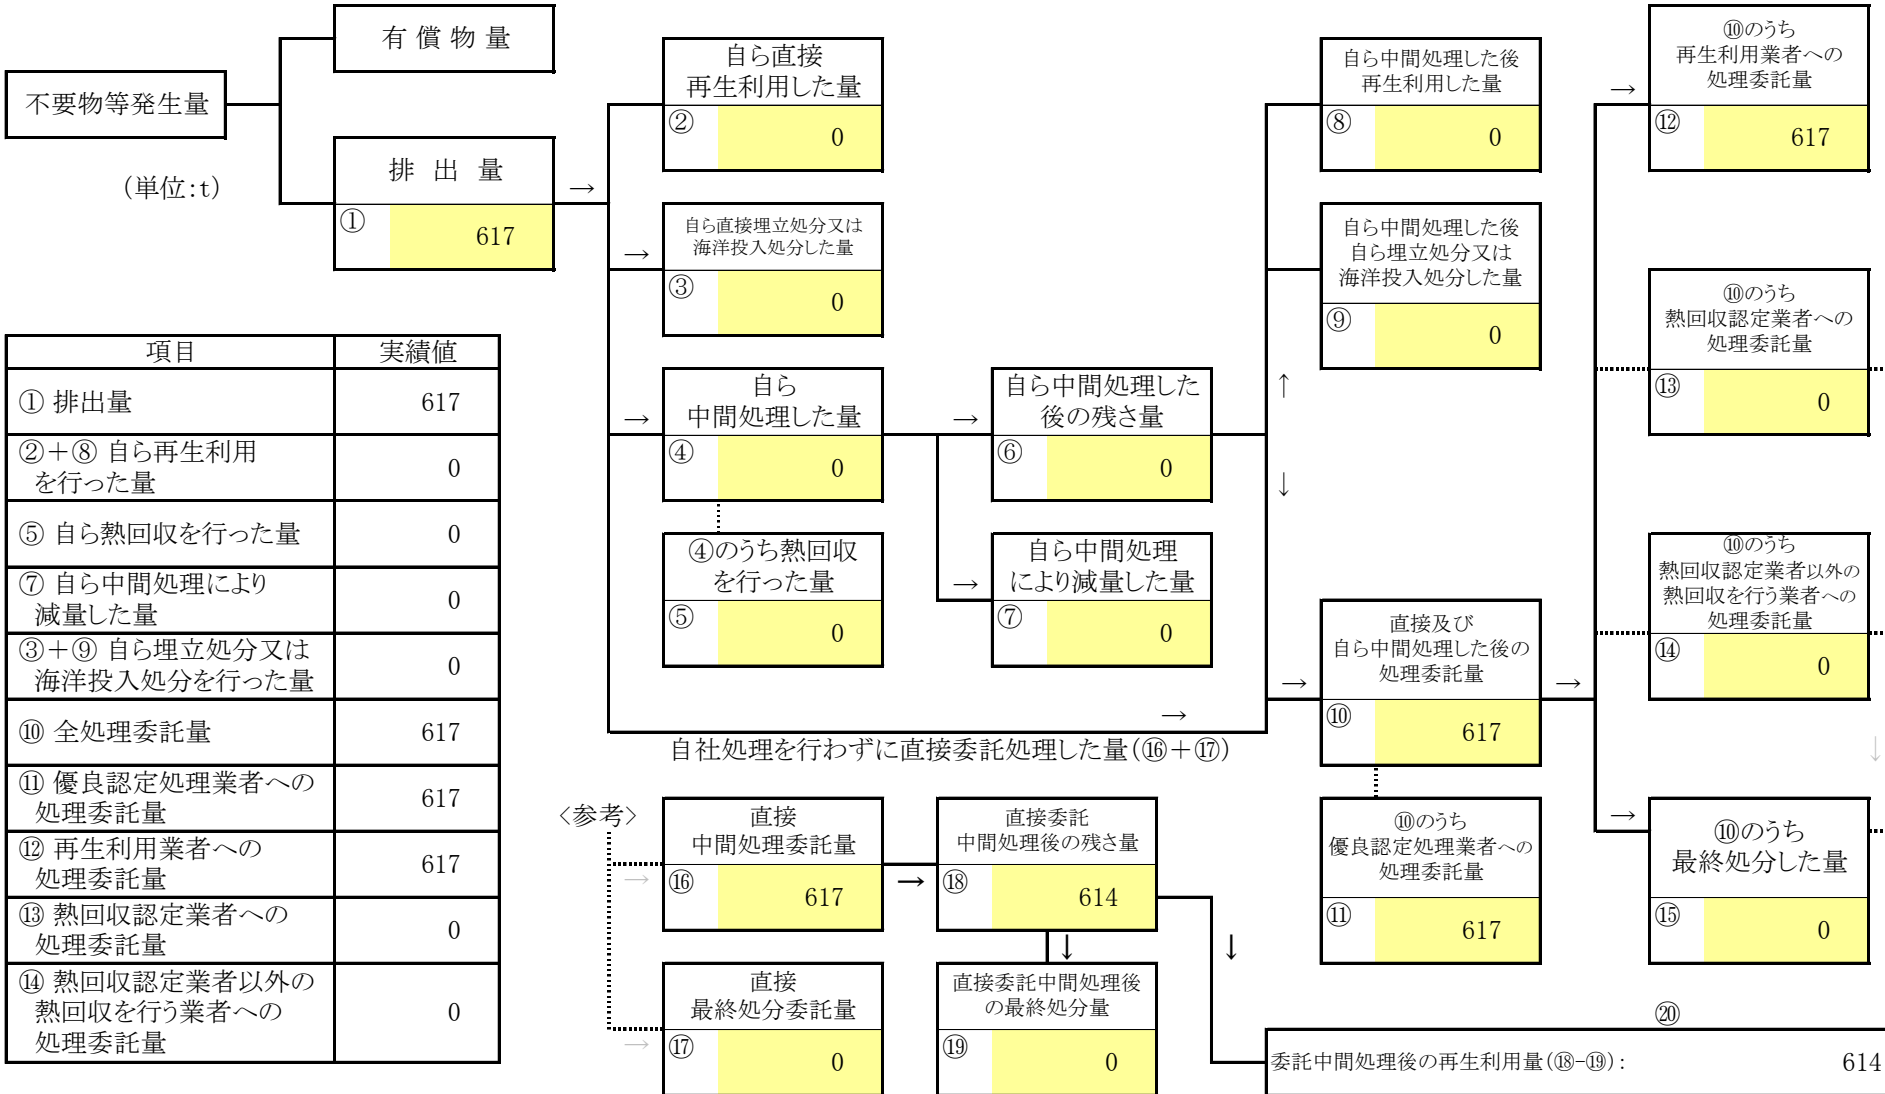 有償物量
不要物等発生量
(単位:t)
排出量
①
617
→
自ら直接
再生利用した量
②
0
→
自ら直接埋立処分又は
海洋投入処分した量
③
0
→
自ら
中間処理した量
④
0
④のうち熱回収
を行った量
⑤
0
→
自ら中間処理した
後の残さ量
⑥
0
→
自ら中間処理
により減量した量
⑦
0
自ら中間処理した後
再生利用した量
⑧
0
自ら中間処理した後
自ら埋立処分又は
海洋投入処分した量
⑨
0
↑
↓
→
直接及び
自ら中間処理した後の
処理委託量
⑩
617
→
⑩のうち
優良認定処理業者への
処理委託量
⑪
617
→
⑩のうち
再生利用業者への
処理委託量
⑫
617
⑩のうち
熱回収認定業者への
処理委託量
⑬
0
⑩のうち
熱回収認定業者以外の
熱回収を行う業者への
処理委託量
⑭
0
↓
→
⑩のうち
最終処分した量
⑮
0
→
自社処理を行わずに直接委託処理した量(⑯+⑰)
<参考>
→
直接
中間処理委託量
⑯
617
→
直接委託
中間処理後の残さ量
⑱
614
↓
↓
→
直接
最終処分委託量
⑰
0
直接委託中間処理後
の最終処分量
⑲
0
⑳
委託中間処理後の再生利用量(⑱-⑲):
614
項目 実績値
① 排出量 617
②+⑧ 自ら再生利用
を行った量 0
⑤ 自ら熱回収を行った量 0
⑦ 自ら中間処理により
減量した量 0
③+⑨ 自ら埋立処分又は
海洋投入処分を行った量 0
⑩ 全処理委託量 617
⑪ 優良認定処理業者への
処理委託量 617
⑫ 再生利用業者への
処理委託量 617
⑬ 熱回収認定業者への
処理委託量 0
⑭ 熱回収認定業者以外の
熱回収を行う業者への
処理委託量 0